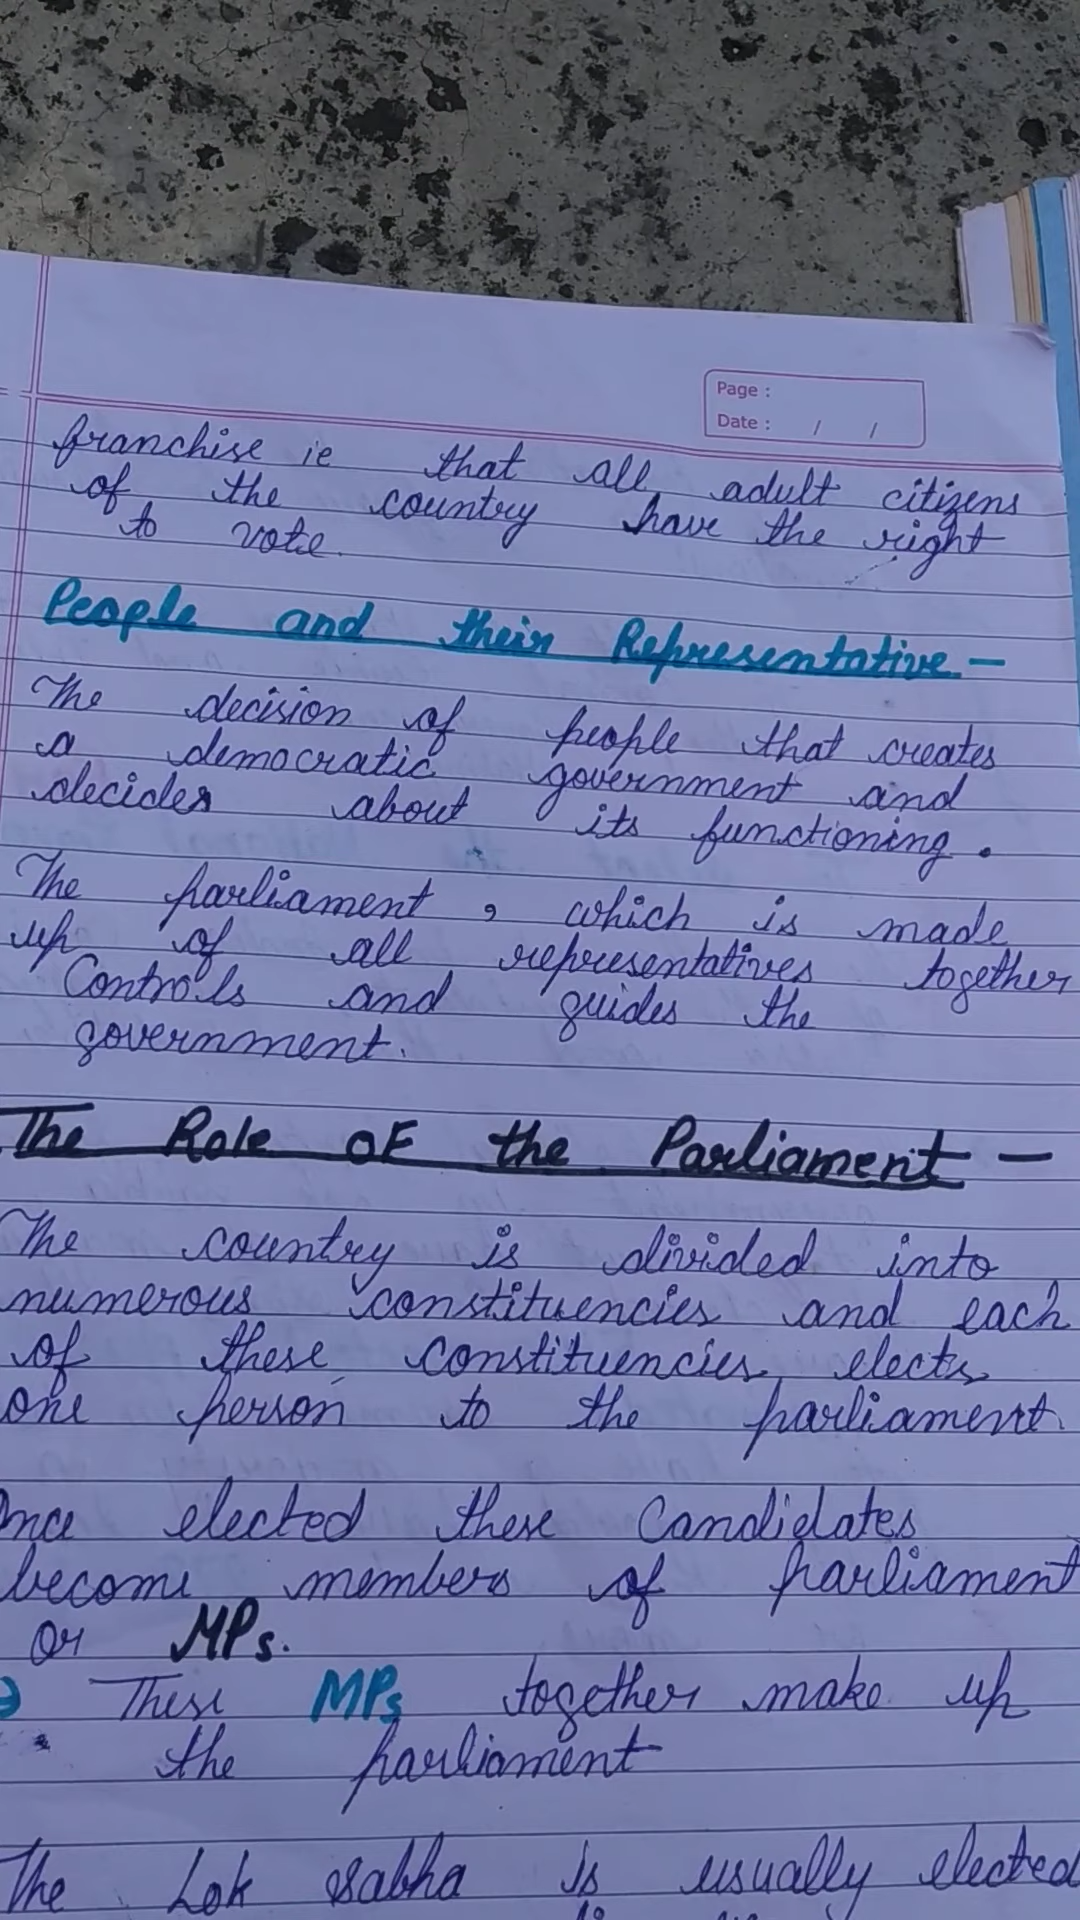 Page :
Date : / /
franchise ie that all adult citizens
of the country have the right
to vote.
People and their Representative -
The decision of people that creates
a democratic government and
decides about its functioning.
The parliament, which is made
up of all representatives together
Controls and guides the
government.
The Role of the Parliament -
The country is divided into
numerous constituencies and each
of these constituencies elects
one person to the parliament.
Once elected these Candidates
become members of parliament
or MPs.
These MPs together make up
the parliament
The Lok sabha is usually elected